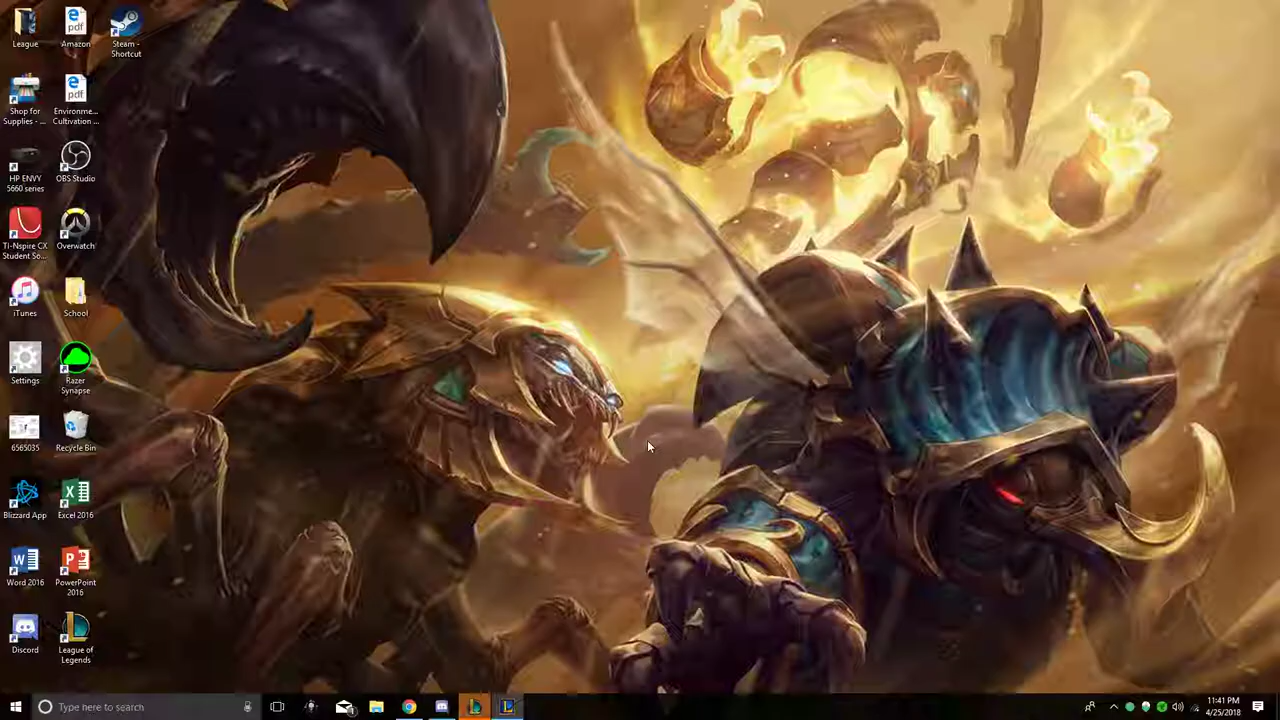 League
Amazon
Steam -
Shortcut
Shop for
Supplies - ...
Environme...
Cultivation ...
HP ENVY
5660 series
OBS Studio
TI-Nspire CX
Student So...
Overwatch
iTunes
School
Settings
Razer
Synapse
6565035
Recycle Bin
Blizzard App
Excel 2016
Word 2016
PowerPoint
2016
Discord
League of
Legends
Type here to search
11:41 PM
4/25/2018